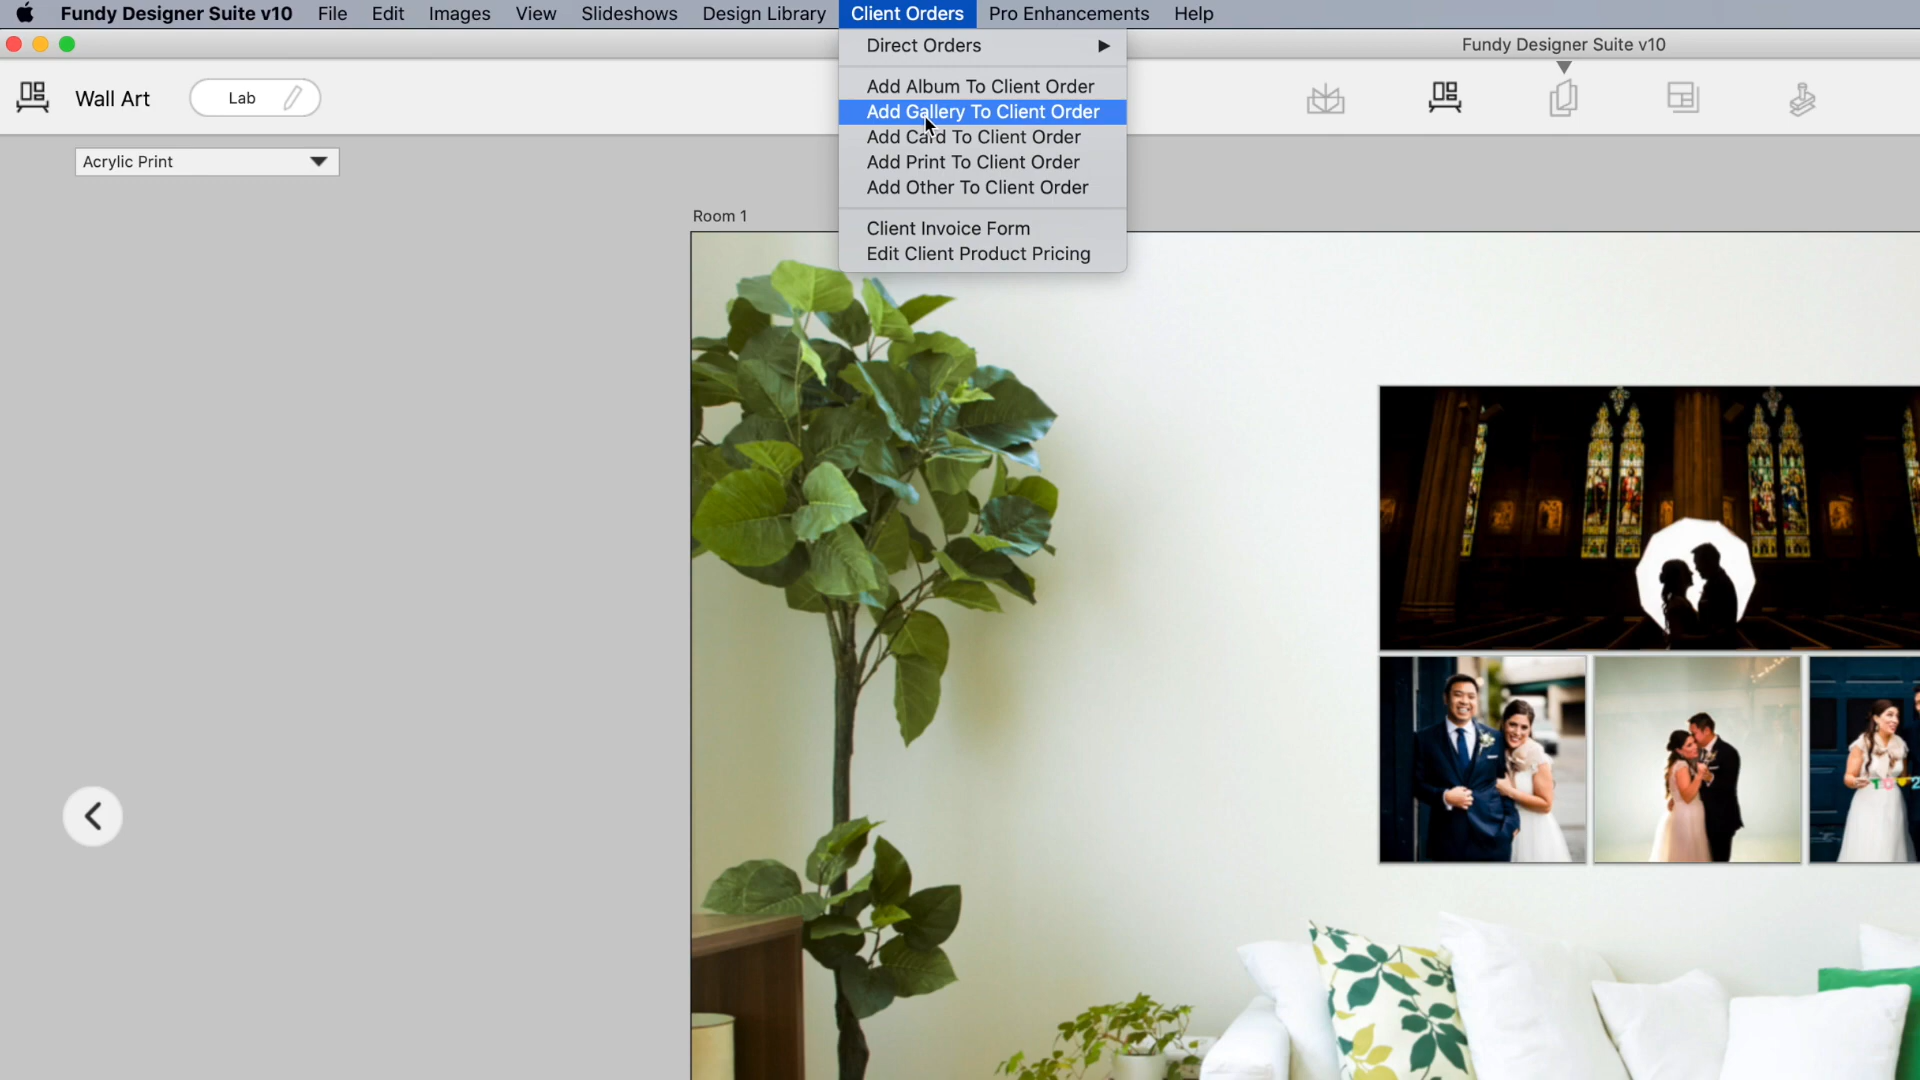 Fundy Designer Suite v10 File Edit Images View Slideshows Design Library Client Orders Pro Enhancements Help
Fundy Designer Suite v10
Direct Orders
Add Album To Client Order
Add Gallery To Client Order
Add Card To Client Order
Add Print To Client Order
Add Other To Client Order
Client Invoice Form
Edit Client Product Pricing
Wall Art
Lab
Acrylic Print
Room 1